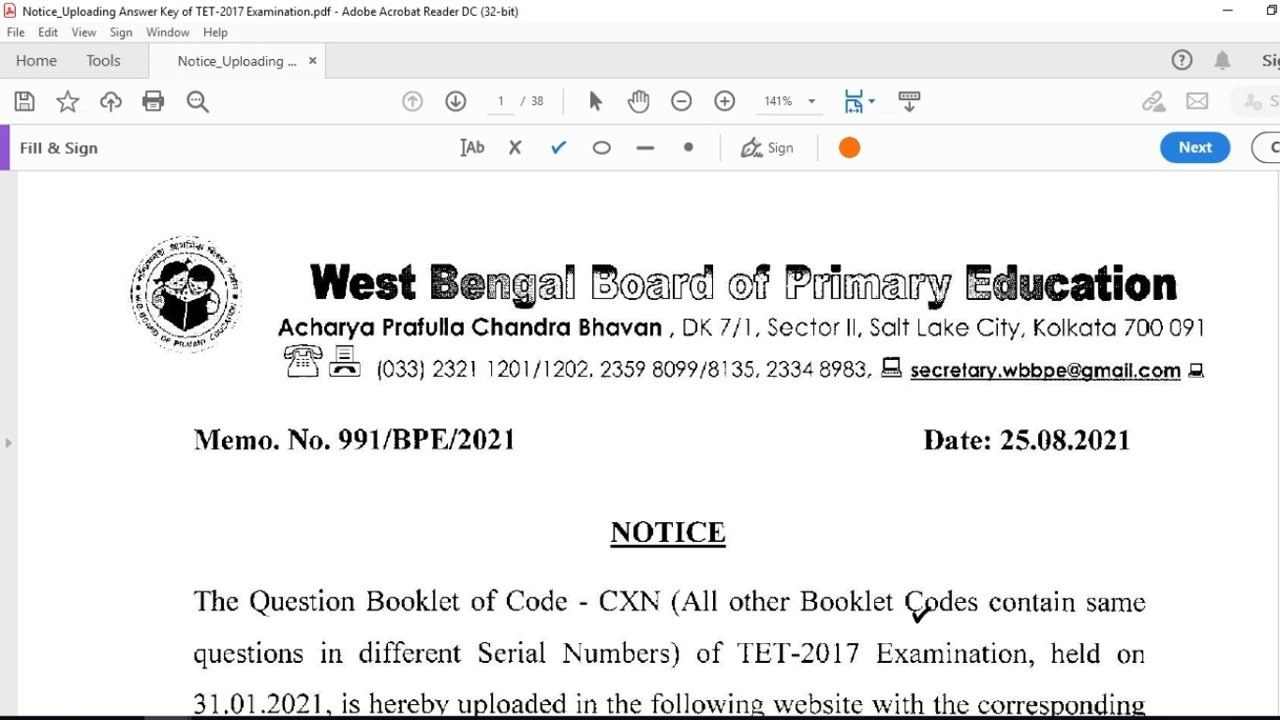 Notice_Uploading Answer Key of TET-2017 Examination.pdf - Adobe Acrobat Reader DC (32-bit)
File Edit View Sign Window Help
Home Tools Notice_Uploading ... ×
1 / 38 141%
Fill & Sign Ab Sign Next
West Bengal Board of Primary Education
Acharya Prafulla Chandra Bhavan , DK 7/1, Sector II, Salt Lake City, Kolkata 700 091
(033) 2321 1201/1202, 2359 8099/8135, 2334 8983, secretary.wbbpe@gmail.com
Memo. No. 991/BPE/2021 Date: 25.08.2021
NOTICE
The Question Booklet of Code - CXN (All other Booklet Codes contain same
questions in different Serial Numbers) of TET-2017 Examination, held on
31.01.2021, is hereby uploaded in the following website with the corresponding